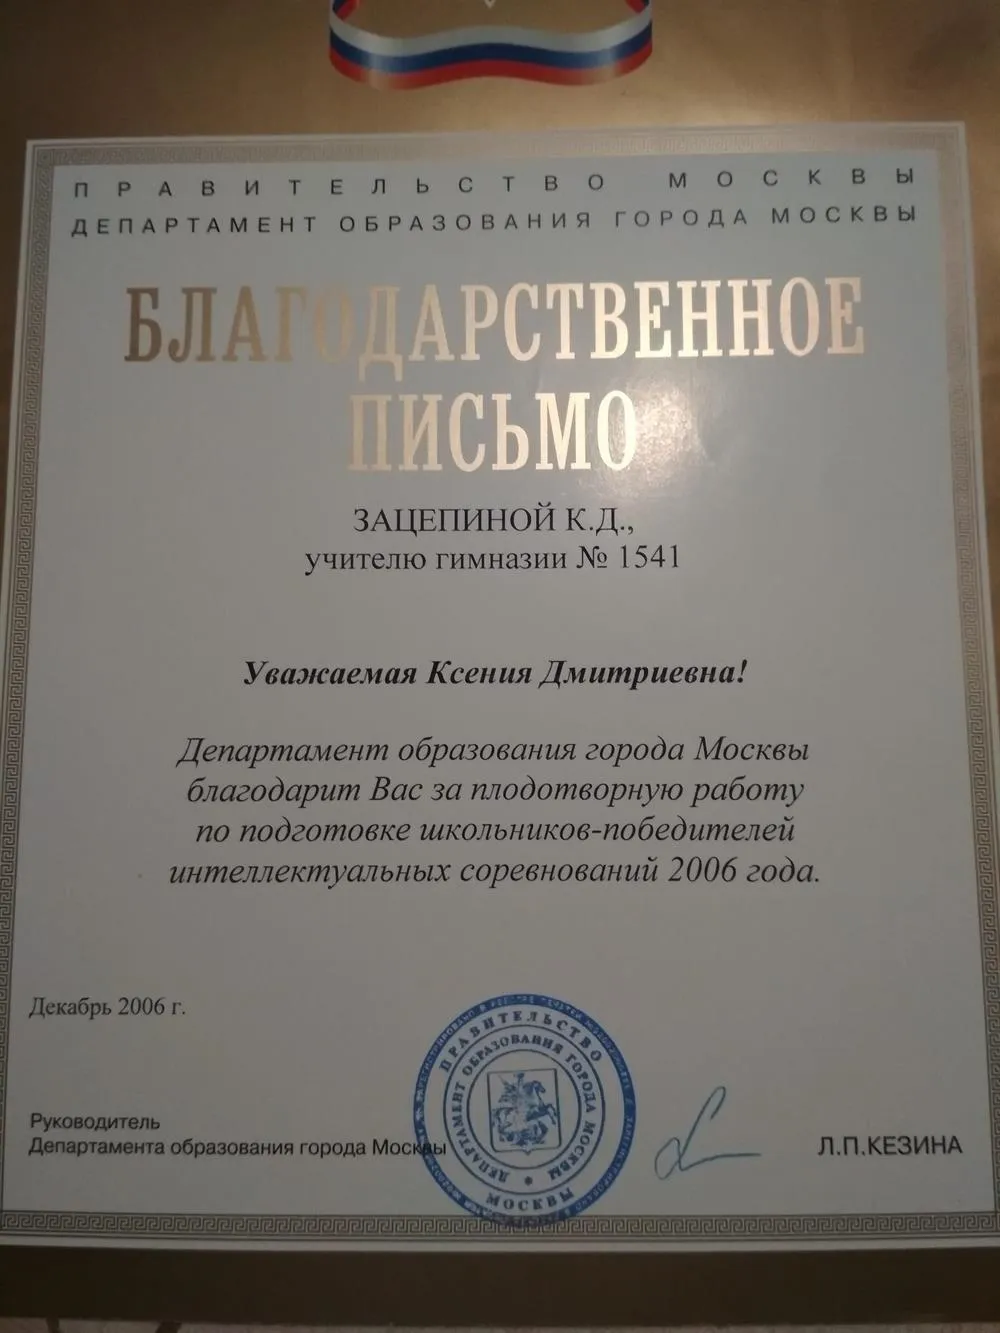 ПРАВИТЕЛЬСТВО МОСКВЫ
ДЕПАРТАМЕНТ ОБРАЗОВАНИЯ ГОРОДА МОСКВЫ
БЛАГОДАРСТВЕННОЕ
ПИСЬМО
ЗАЦЕПИНОЙ К.Д.,
учителю гимназии № 1541
Уважаемая Ксения Дмитриевна!
Департамент образования города Москвы
благодарит Вас за плодотворную работу
по подготовке школьников-победителей
интеллектуальных соревнований 2006 года.
Декабрь 2006 г.
Руководитель
Департамента образования города Москвы
Л.П.КЕЗИНА
ПРАВИТЕЛЬСТВО МОСКВЫ
ДЕПАРТАМЕНТ ОБРАЗОВАНИЯ ГОРОДА МОСКВЫ